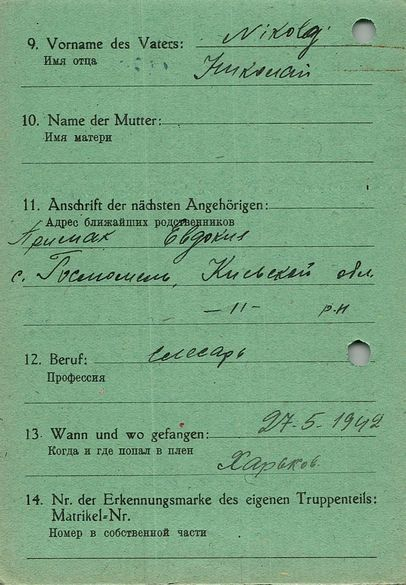 9. Vorname des Vaters: Nikolaj
Имя отца Николай
10. Name der Mutter:
Имя матери
11. Anschrift der nächsten Angehörigen:
Адрес ближайших родственников
Примак Евдокия
с. Гостомель, Киевской обл
— 11 — р-н
12. Beruf: слесарь
Профессия
13. Wann und wo gefangen: 27-5-1942
Когда и где попал в плен Харьков.
14. Nr. der Erkennungsmarke des eigenen Truppenteils:
Matrikel-Nr.
Номер в собственной части